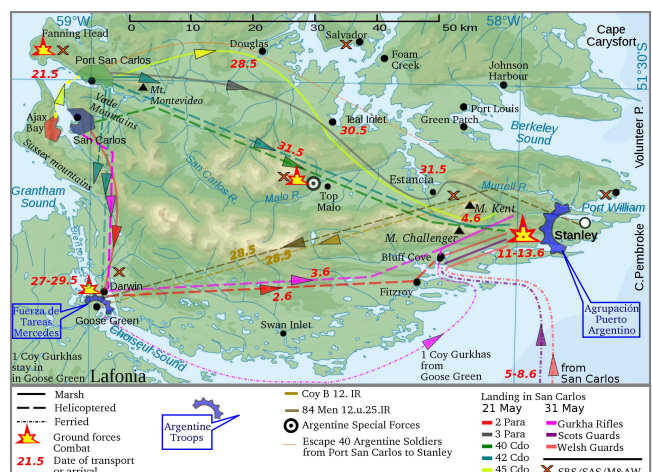 59°W
0
10
20
30
40
50 km
58°W
Fanning Head
Salvador
Cape
Carysfort
Douglas
28.5
Foam
Creek
Port San Carlos
21.5
Johnson
Harbour
51°30'S
Mt.
Montevideo
Verde
Mountains
Ajax
Bay
San Carlos
Teal Inlet
30.5
Port Louis
Green Patch
Berkeley
Sound
Volunteer P.
Sussex mountains
31.5
31.5
San Carlos R.
Estancia
Murrell R.
Grantham
Sound
Malo R.
Top
Malo
M. Kent
4.6
Port William
Stanley
M. Challenger
11-13.6
28.5
28.5
Bluff Cove
C.Pembroke
27-29.5
Darwin
3.6
2.6
Fitzroy
Fuerza de
Tareas
Mercedes
Goose Green
Agrupación
Puerto
Argentino
Swan Inlet
Choiseul Sound
1 Coy Gurkhas
stay in
in Goose Green
Lafonia
1 Coy Gurkhas
from
Goose Green
5-8.6
from
San Carlos
Marsh
Helicoptered
Ferried
Ground forces
Combat
21.5
Date of transport
or arrival
Argentine
Troops
Coy B 12. IR
84 Men 12.u.25.IR
Argentine Special Forces
Escape 40 Argentine Soldiers
from Port San Carlos to Stanley
Landing in San Carlos
21 May
31 May
2 Para
3 Para
40 Cdo
42 Cdo
45 Cdo
Gurkha Rifles
Scots Guards
Welsh Guards
SBS/SAS/M&AW